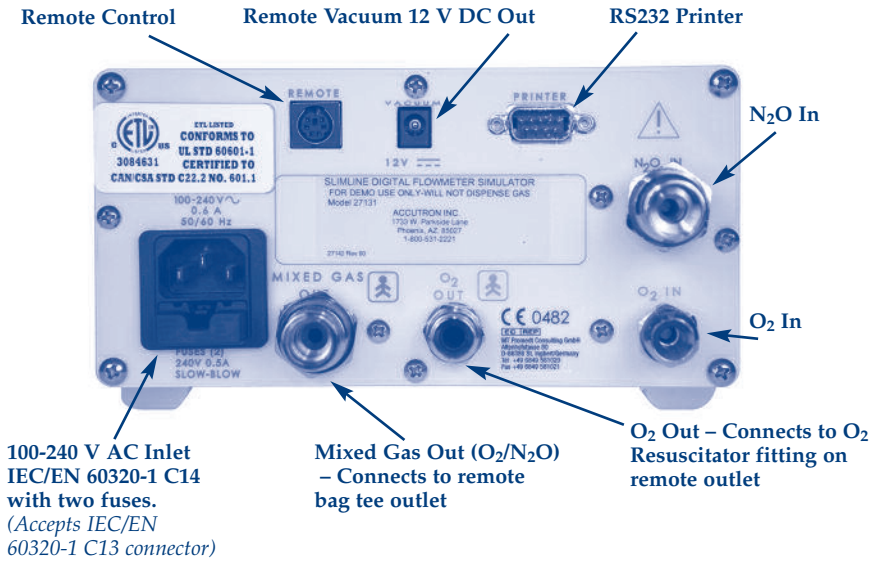 Remote Control
Remote Vacuum 12 V DC Out
RS232 Printer
N₂O In
REMOTE
VACUUM
12V
PRINTER
N₂O IN
ETL LISTED
CONFORMS TO
UL STD 60601-1
CERTIFIED TO
CAN/CSA STD C22.2 NO. 601.1
C ETL US
3084631
SLIMLINE DIGITAL FLOWMETER SIMULATOR
FOR DEMO USE ONLY-WILL NOT DISPENSE GAS
Model 27131
ACCUTRON INC.
1733 W. Parkside Lane
Phoenix, AZ. 85027
1-800-531-2221
100-240V
0.6 A
50/60 Hz
MIXED GAS
OUT
O₂
OUT
O₂ IN
CE 0482
EC REP
D-66386 St. Ingbert/Germany
FUSES (2)
240V 0.5A
SLOW-BLOW
O₂ In
100-240 V AC Inlet
IEC/EN 60320-1 C14
with two fuses.
(Accepts IEC/EN
60320-1 C13 connector)
Mixed Gas Out (O₂/N₂O)
– Connects to remote
bag tee outlet
O₂ Out – Connects to O₂
Resuscitator fitting on
remote outlet